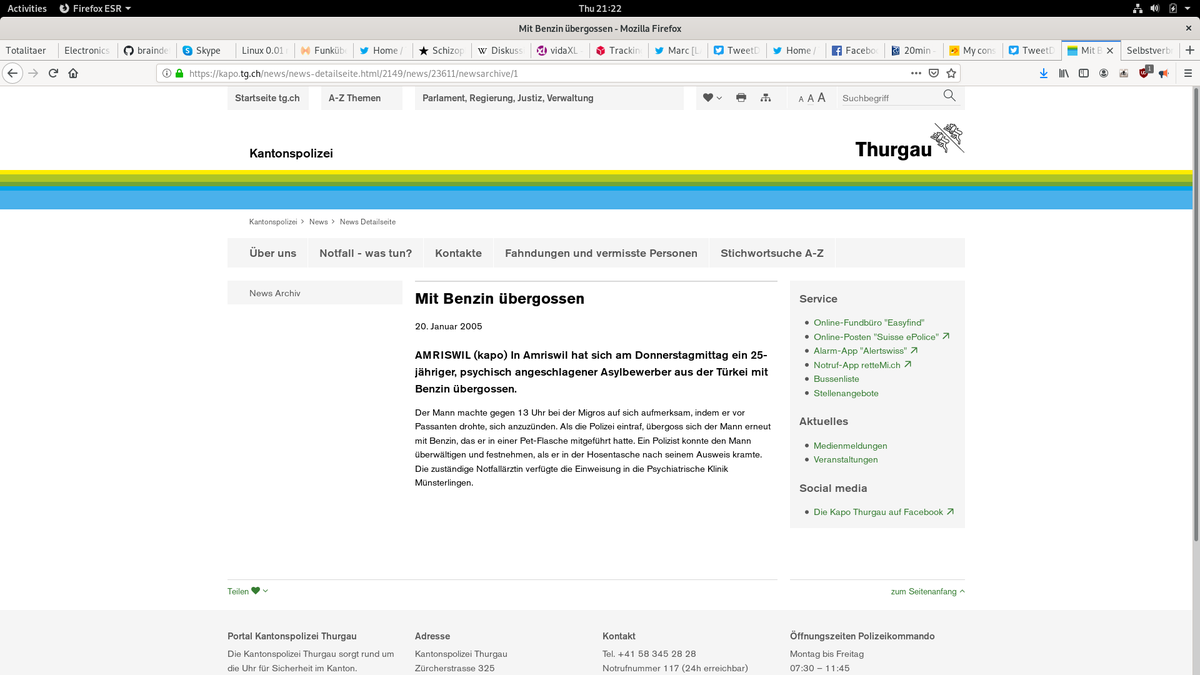 Activities Firefox ESR Thu 21:22
Mit Benzin übergossen - Mozilla Firefox
Totalitaer Electronics brainde Skype Linux 0.01 Funkübe Home / Schizop Diskuss vidaXL Trackin Marc [L TweetD Home / Facebo 20min - My cons TweetD Mit B Selbstverb
https://kapo.tg.ch/news/news-detailseite.html/2149/news/23611/newsarchive/1 1
Startseite tg.ch A-Z Themen Parlament, Regierung, Justiz, Verwaltung A A A Suchbegriff
Kantonspolizei
Thurgau
Kantonspolizei > News > News Detailseite
Über uns Notfall - was tun? Kontakte Fahndungen und vermisste Personen Stichwortsuche A-Z
News Archiv
Mit Benzin übergossen
20. Januar 2005
AMRISWIL (kapo) In Amriswil hat sich am Donnerstagmittag ein 25-
jähriger, psychisch angeschlagener Asylbewerber aus der Türkei mit
Benzin übergossen.
Der Mann machte gegen 13 Uhr bei der Migros auf sich aufmerksam, indem er vor
Passanten drohte, sich anzuzünden. Als die Polizei eintraf, übergoss sich der Mann erneut
mit Benzin, das er in einer Pet-Flasche mitgeführt hatte. Ein Polizist konnte den Mann
überwältigen und festnehmen, als er in der Hosentasche nach seinem Ausweis kramte.
Die zuständige Notfallärztin verfügte die Einweisung in die Psychiatrische Klinik
Münsterlingen.
Service
Online-Fundbüro "Easyfind"
Online-Posten "Suisse ePolice"
Alarm-App "Alertswiss"
Notruf-App retteMi.ch
Bussenliste
Stellenangebote
Aktuelles
Medienmeldungen
Veranstaltungen
Social media
Die Kapo Thurgau auf Facebook
Teilen
zum Seitenanfang
Portal Kantonspolizei Thurgau
Die Kantonspolizei Thurgau sorgt rund um
die Uhr für Sicherheit im Kanton.
Adresse
Kantonspolizei Thurgau
Zürcherstrasse 325
Kontakt
Tel. +41 58 345 28 28
Notrufnummer 117 (24h erreichbar)
Öffnungszeiten Polizeikommando
Montag bis Freitag
07:30 – 11:45